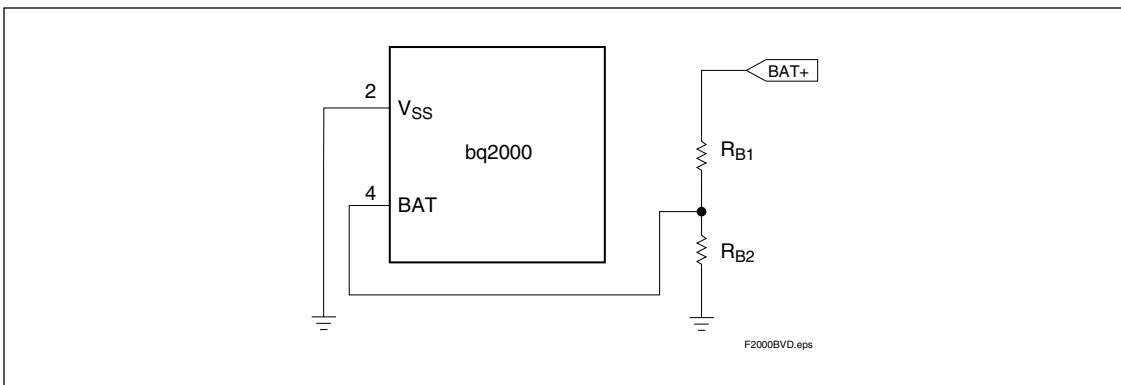 BAT+
2
VSS
bq2000
RB1
4
BAT
RB2
F2000BVD.eps